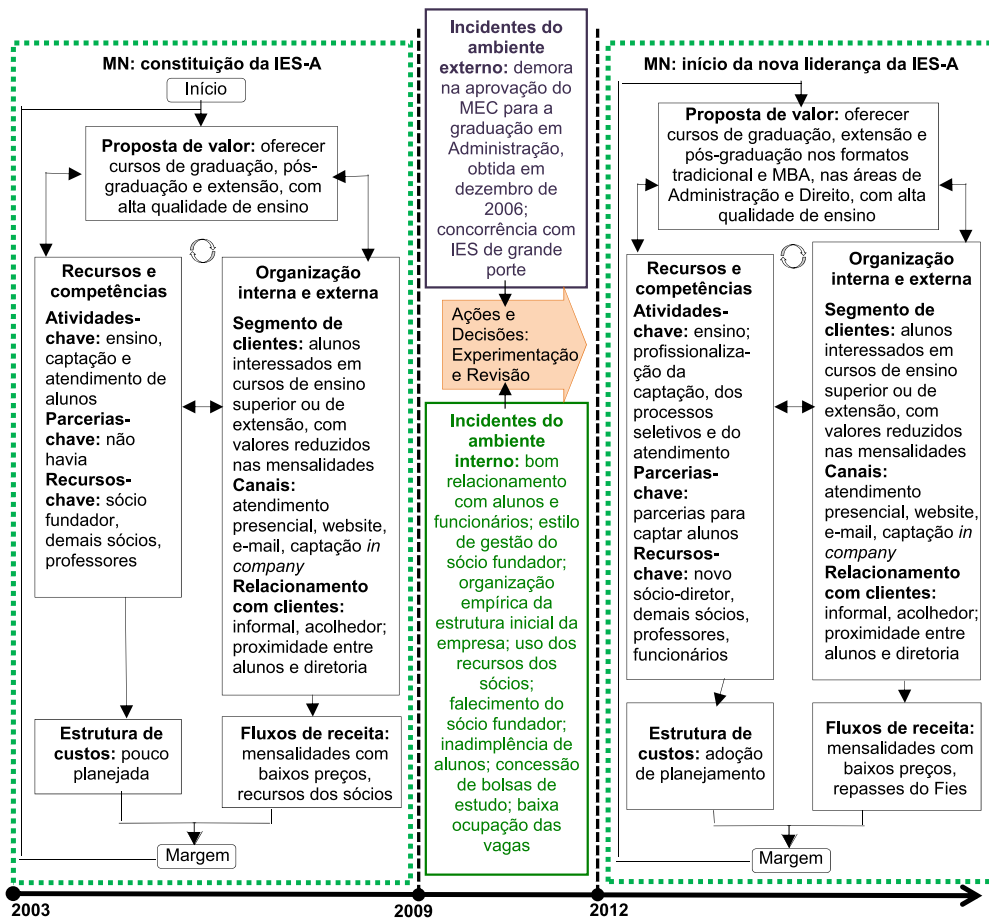 MN: constituição da IES-A
Início
Proposta de valor: oferecer
cursos de graduação, pós-
graduação e extensão, com
alta qualidade de ensino
Recursos e
competências
Atividades-
chave: ensino,
captação e
atendimento de
alunos
Parcerias-
chave: não
havia
Recursos-
chave: sócio
fundador,
demais sócios,
professores
Organização
interna e externa
Segmento de
clientes: alunos
interessados em
cursos de ensino
superior ou de
extensão, com
valores reduzidos
nas mensalidades
Canais:
atendimento
presencial, website,
e-mail, captação in
company
Relacionamento
com clientes:
informal, acolhedor;
proximidade entre
alunos e diretoria
Estrutura de
custos: pouco
planejada
Fluxos de receita:
mensalidades com
baixos preços,
recursos dos sócios
Margem
Incidentes do
ambiente
externo: demora
na aprovação do
MEC para a
graduação em
Administração,
obtida em
dezembro de
2006;
concorrência com
IES de grande
porte
Ações e
Decisões:
Experimentação
e Revisão
Incidentes do
ambiente
interno: bom
relacionamento
com alunos e
funcionários; estilo
de gestão do
sócio fundador;
organização
empírica da
estrutura inicial da
empresa; uso dos
recursos dos
sócios;
falecimento do
sócio fundador;
inadimplência de
alunos; concessão
de bolsas de
estudo; baixa
ocupação das
vagas
MN: início da nova liderança da IES-A
Proposta de valor: oferecer
cursos de graduação, extensão e
pós-graduação nos formatos
tradicional e MBA, nas áreas de
Administração e Direito, com alta
qualidade de ensino
Recursos e
competências
Atividades-
chave: ensino;
profissionaliza-
ção da
captação, dos
processos
seletivos e do
atendimento
Parcerias-
chave:
parcerias para
captar alunos
Recursos-
chave: novo
sócio-diretor,
demais sócios,
professores,
funcionários
Organização
interna e externa
Segmento de
clientes: alunos
interessados em
cursos de ensino
superior ou de
extensão, com
valores reduzidos
nas mensalidades
Canais:
atendimento
presencial, website,
e-mail, captação in
company
Relacionamento
com clientes:
informal, acolhedor;
proximidade entre
alunos e diretoria
Estrutura de
custos: adoção
de planejamento
Fluxos de receita:
mensalidades com
baixos preços,
repasses do Fies
Margem
2003
2009
2012